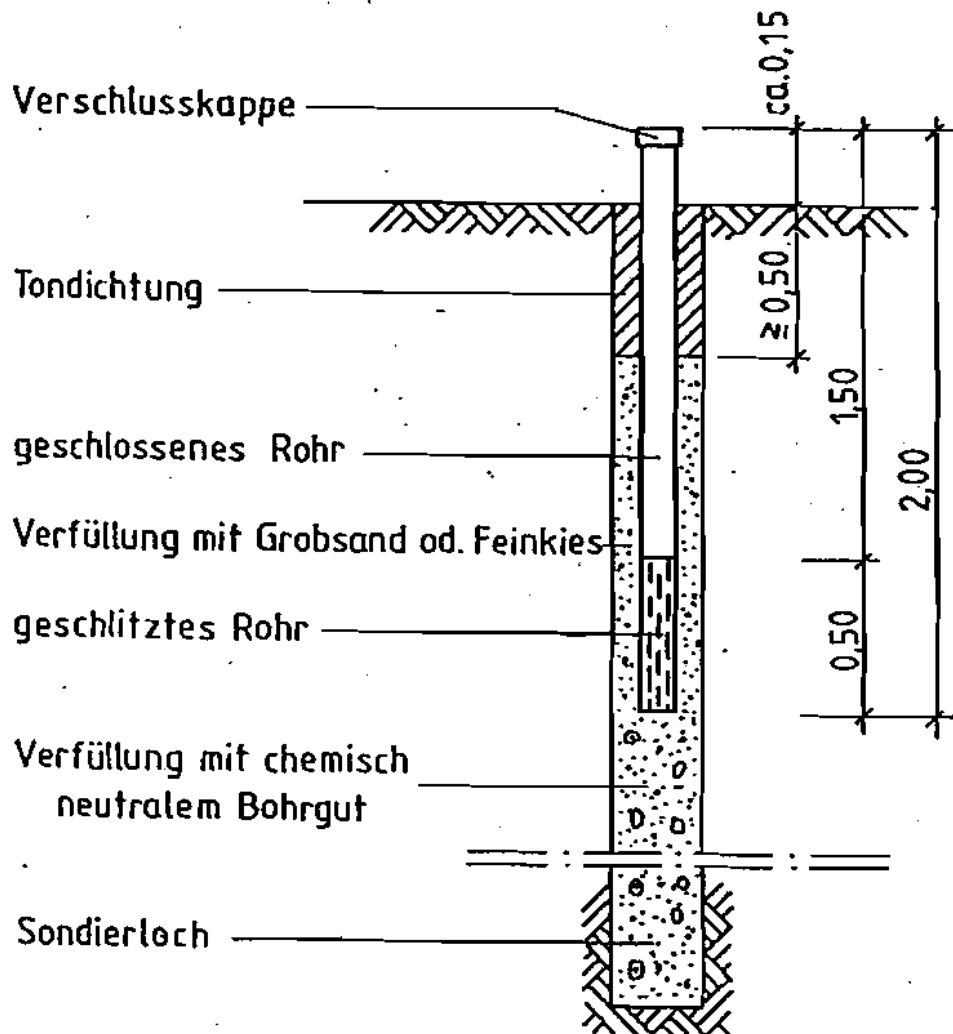 ca.0,15
Verschlusskappe
Tondichtung
≥0,50
1,50
2,00
geschlossenes Rohr
Verfüllung mit Grobsand od. Feinkies
geschlitztes Rohr
0,50
Verfüllung mit chemisch
neutralem Bohrgut
Sondierloch